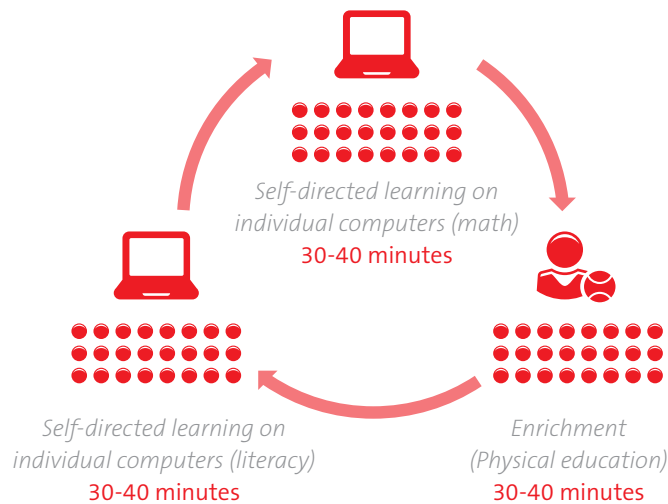 Self-directed learning on
individual computers (math)
30-40 minutes
Self-directed learning on
individual computers (literacy)
30-40 minutes
Enrichment
(Physical education)
30-40 minutes